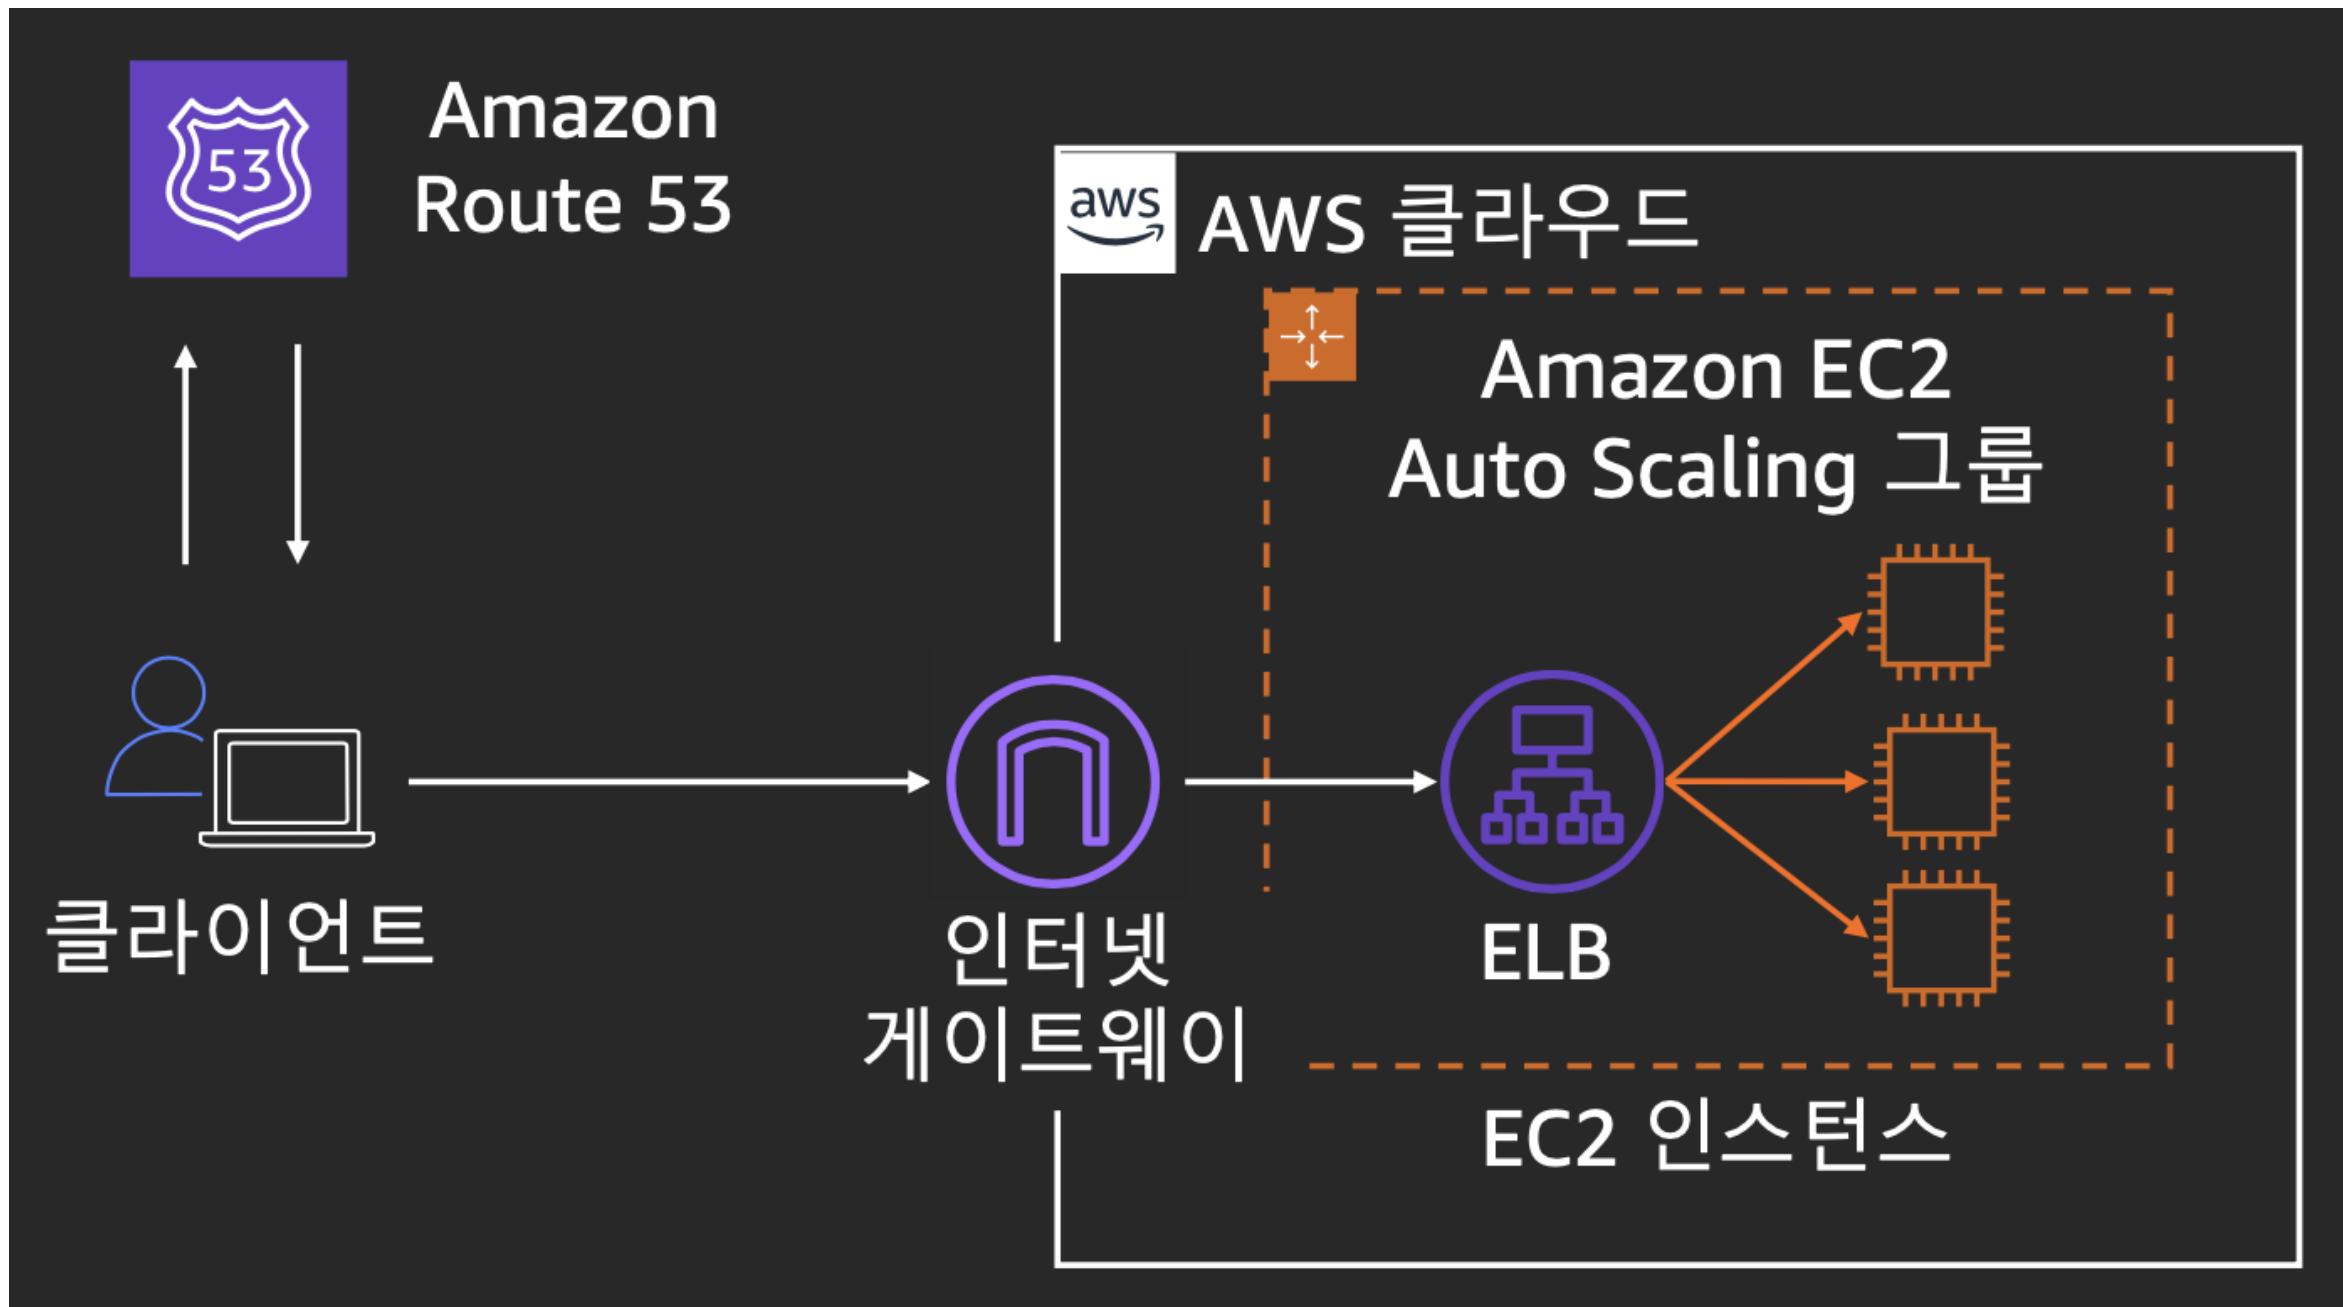 53
Amazon
Route 53
aws
AWS 클라우드
Amazon EC2
Auto Scaling 그룹
클라이언트
인터넷
게이트웨이
ELB
EC2 인스턴스